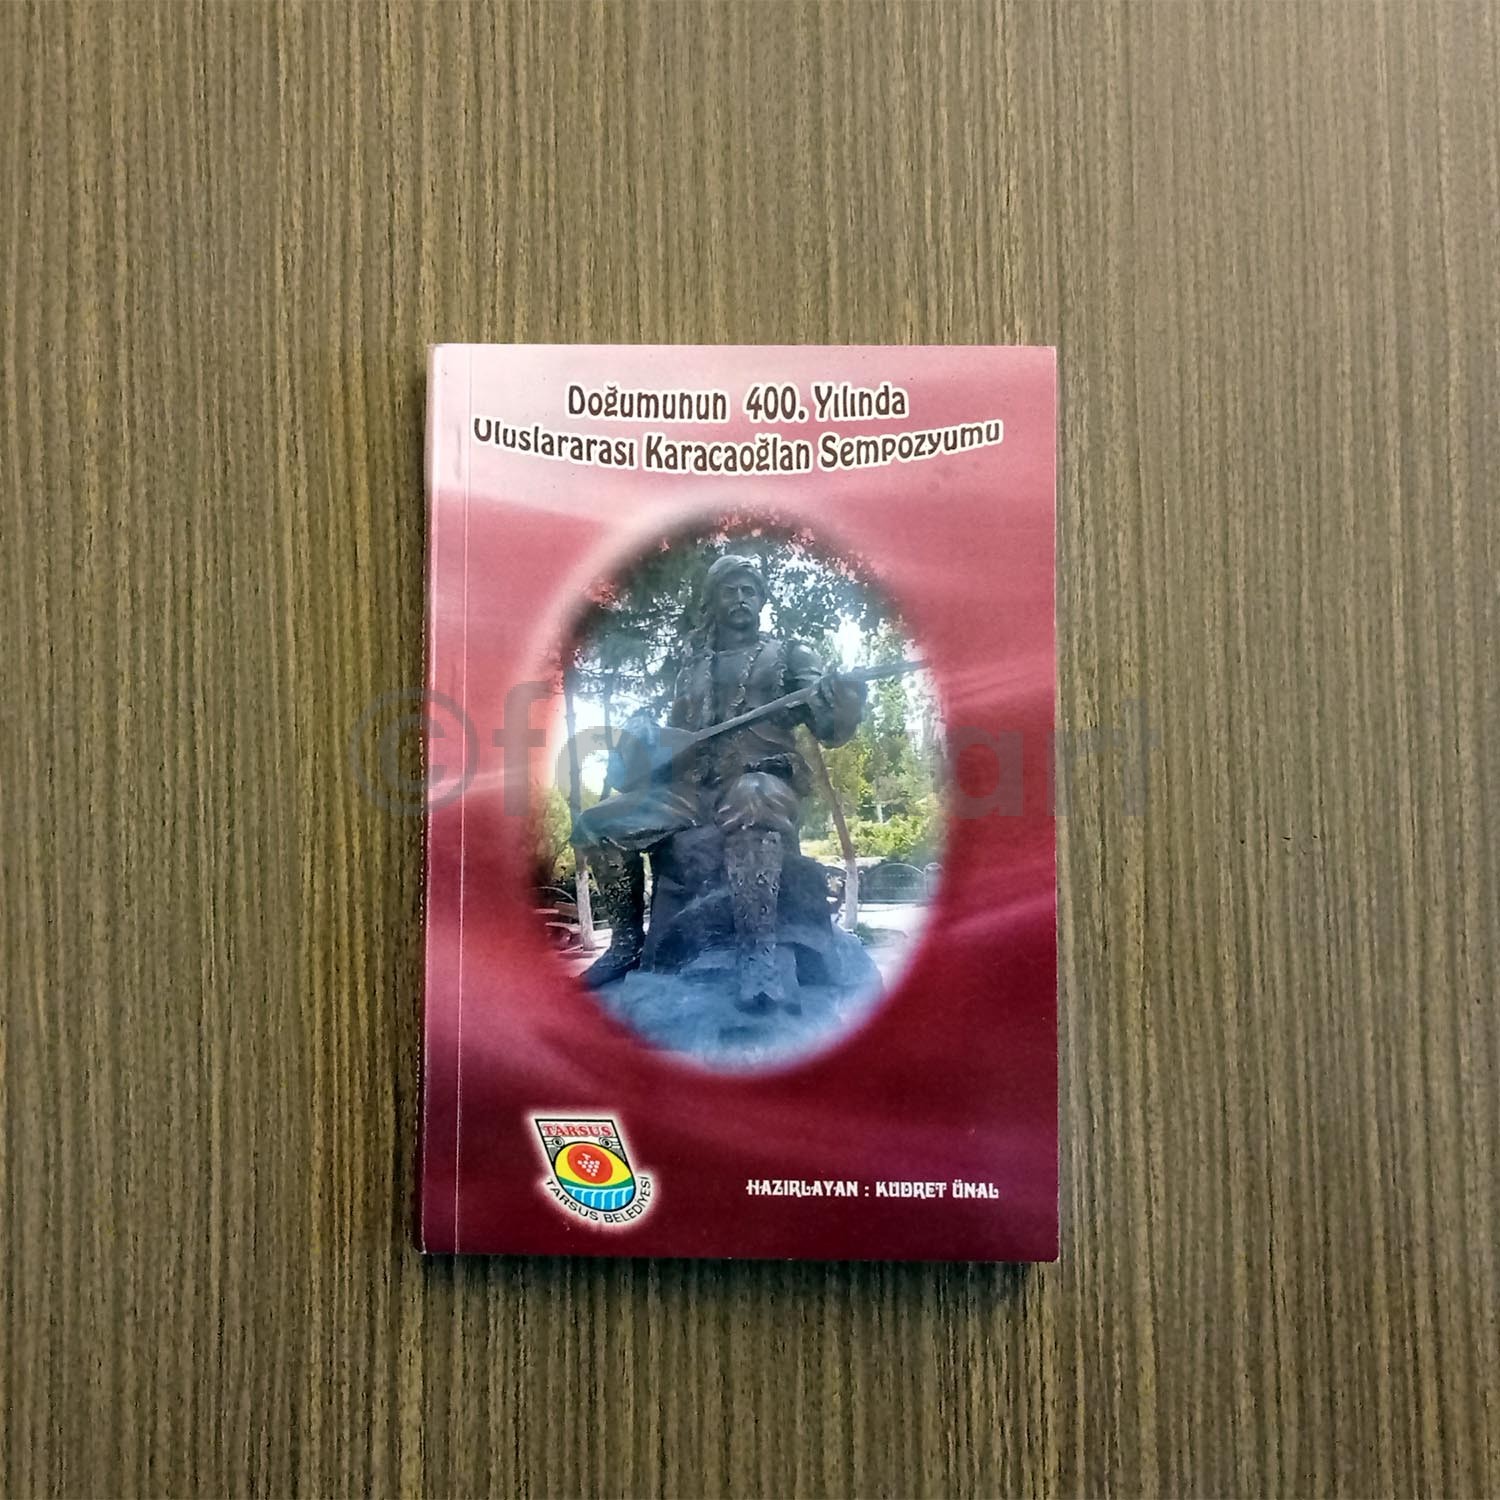 Doğumunun 400. Yılında
Uluslararası Karacaoğlan Sempozyumu
TARSUS
TARSUS BELEDİYESİ
HAZIRLAYAN : KUDRET ÜNAL